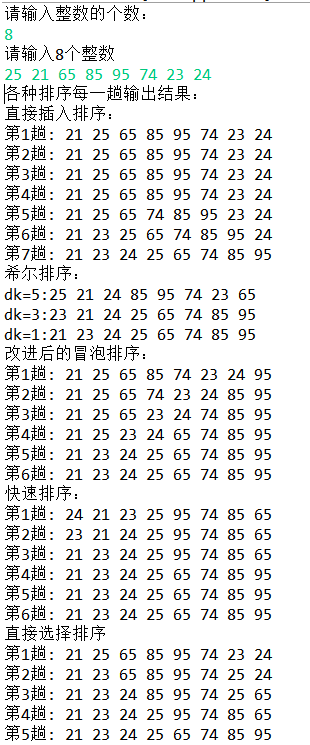 请输入整数的个数：
8
请输入8个整数
25 21 65 85 95 74 23 24
各种排序每一趟输出结果：
直接插入排序：
第1趟: 21 25 65 85 95 74 23 24
第2趟: 21 25 65 85 95 74 23 24
第3趟: 21 25 65 85 95 74 23 24
第4趟: 21 25 65 85 95 74 23 24
第5趟: 21 25 65 74 85 95 23 24
第6趟: 21 23 25 65 74 85 95 24
第7趟: 21 23 24 25 65 74 85 95
希尔排序：
dk=5:25 21 24 85 95 74 23 65
dk=3:23 21 24 25 65 74 85 95
dk=1:21 23 24 25 65 74 85 95
改进后的冒泡排序：
第1趟: 21 25 65 85 74 23 24 95
第2趟: 21 25 65 74 23 24 85 95
第3趟: 21 25 65 23 24 74 85 95
第4趟: 21 25 23 24 65 74 85 95
第5趟: 21 23 24 25 65 74 85 95
第6趟: 21 23 24 25 65 74 85 95
快速排序：
第1趟: 24 21 23 25 95 74 85 65
第2趟: 23 21 24 25 95 74 85 65
第3趟: 21 23 24 25 95 74 85 65
第4趟: 21 23 24 25 65 74 85 95
第5趟: 21 23 24 25 65 74 85 95
第6趟: 21 23 24 25 65 74 85 95
直接选择排序
第1趟: 21 25 65 85 95 74 23 24
第2趟: 21 23 65 85 95 74 25 24
第3趟: 21 23 24 85 95 74 25 65
第4趟: 21 23 24 25 95 74 85 65
第5趟: 21 23 24 25 65 74 85 95